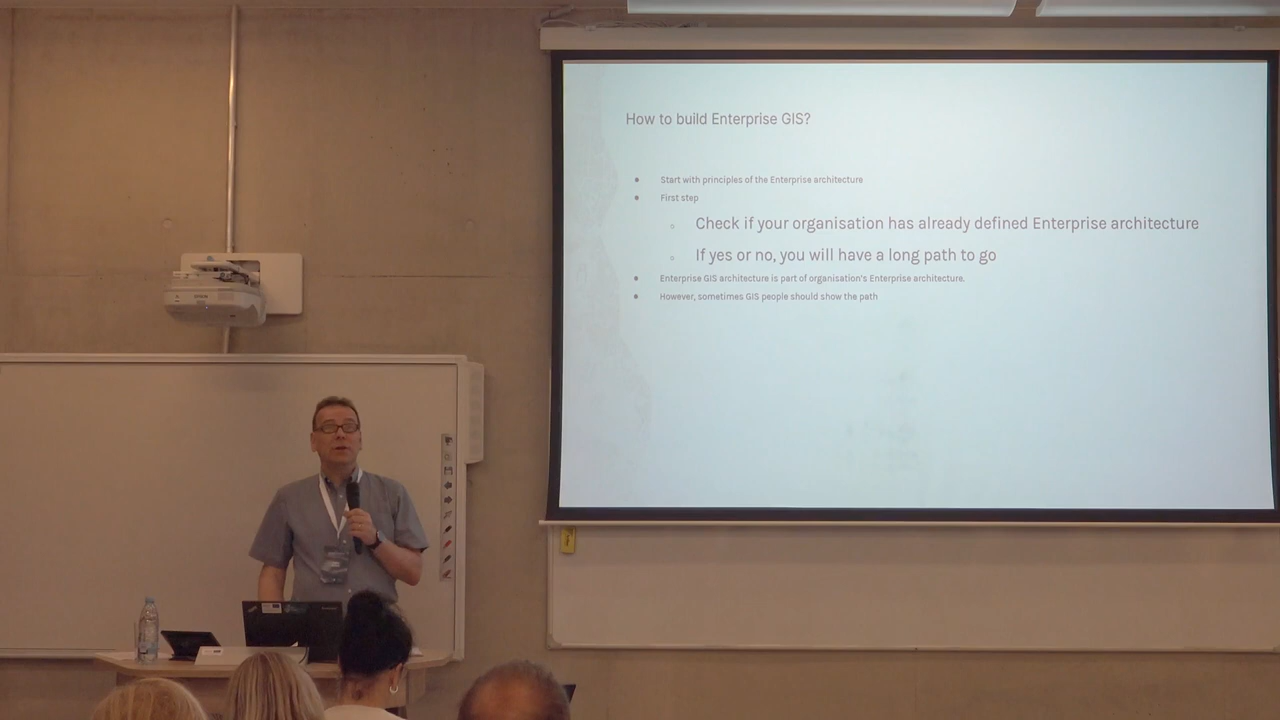 How to build Enterprise GIS?
Start with principles of the Enterprise architecture
First step
Check if your organisation has already defined Enterprise architecture
If yes or no, you will have a long path to go
Enterprise GIS architecture is part of organisation's Enterprise architecture.
However, sometimes GIS people should show the path
EPSON